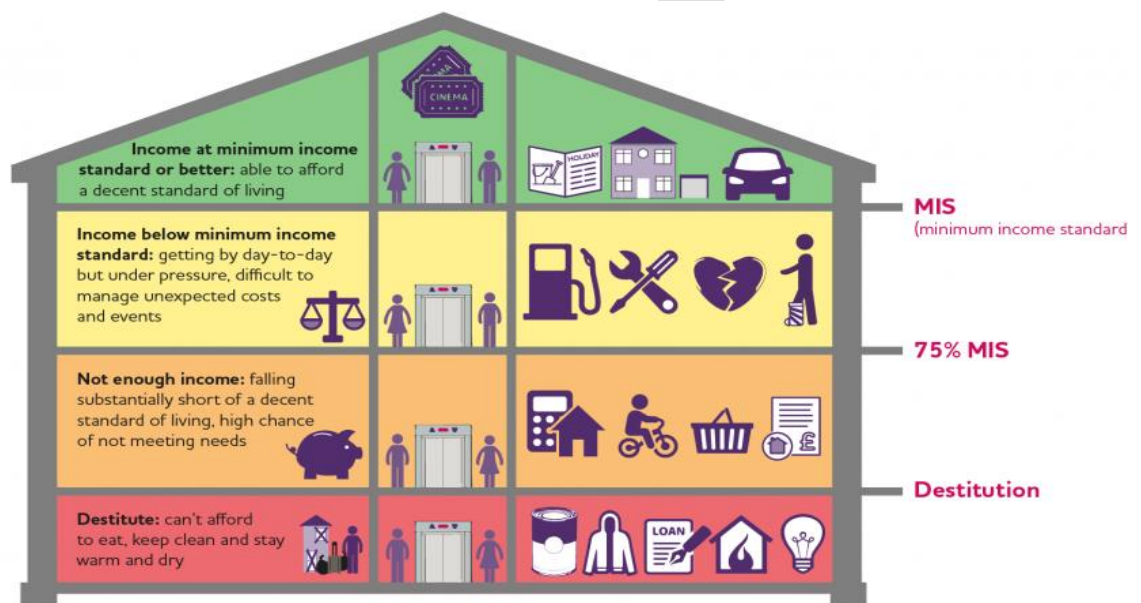 CINEMA
Income at minimum income
standard or better: able to afford
a decent standard of living
HOLIDAY
MIS
(minimum income standard
Income below minimum income
standard: getting by day-to-day
but under pressure, difficult to
manage unexpected costs
and events
75% MIS
Not enough income: falling
substantially short of a decent
standard of living, high chance
of not meeting needs
£
Destitution
Destitute: can't afford
to eat, keep clean and stay
warm and dry
LOAN